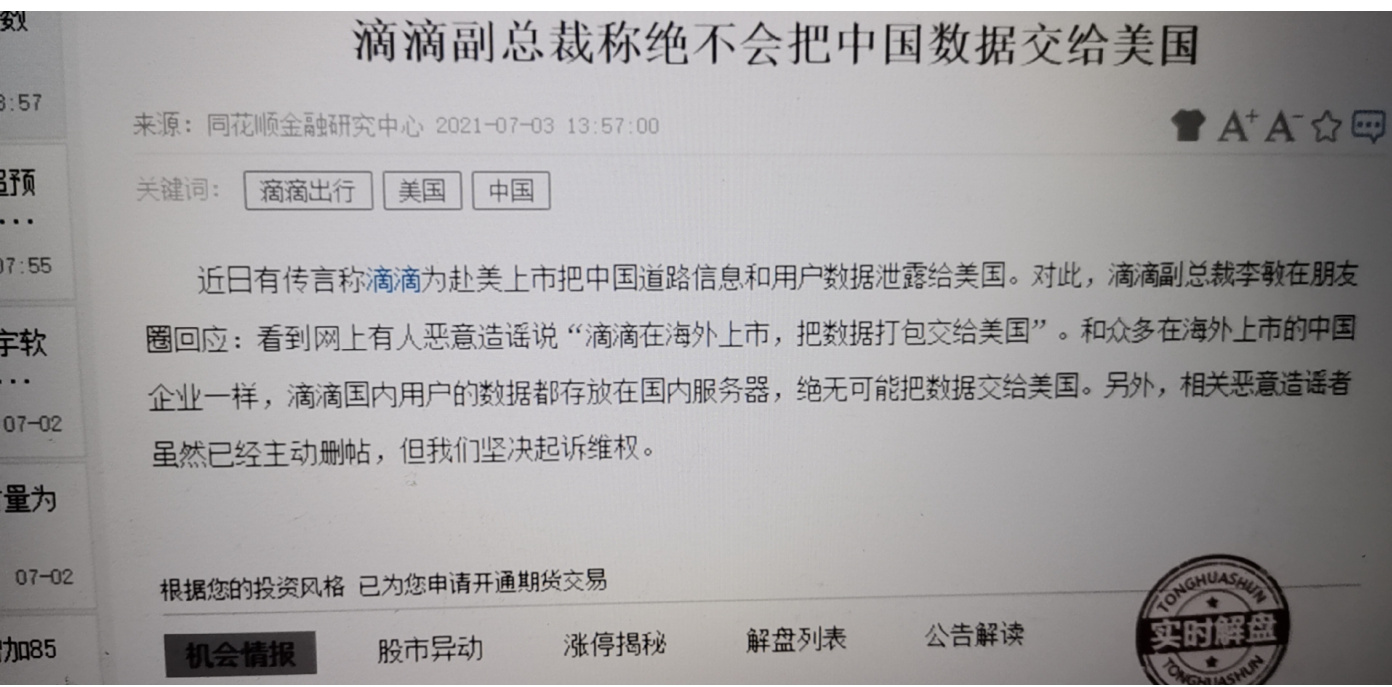 数
滴滴副总裁称绝不会把中国数据交给美国
3:57
来源: 同花顺金融研究中心 2021-07-03 13:57:00
A+ A-
超预
...
关键词: 滴滴出行 美国 中国
07:55
近日有传言称滴滴为赴美上市把中国道路信息和用户数据泄露给美国。对此，滴滴副总裁李敏在朋友
圈回应：看到网上有人恶意造谣说“滴滴在海外上市，把数据打包交给美国”。和众多在海外上市的中国
企业一样，滴滴国内用户的数据都存放在国内服务器，绝无可能把数据交给美国。另外，相关恶意造谣者
虽然已经主动删帖，但我们坚决起诉维权。
宇软
...
07-02
量为
07-02
根据您的投资风格 已为您申请开通期货交易
加85
机会情报 股市异动 涨停揭秘 解盘列表 公告解读
TONGHUASHUN
实时解盘
TONGHUASHUN